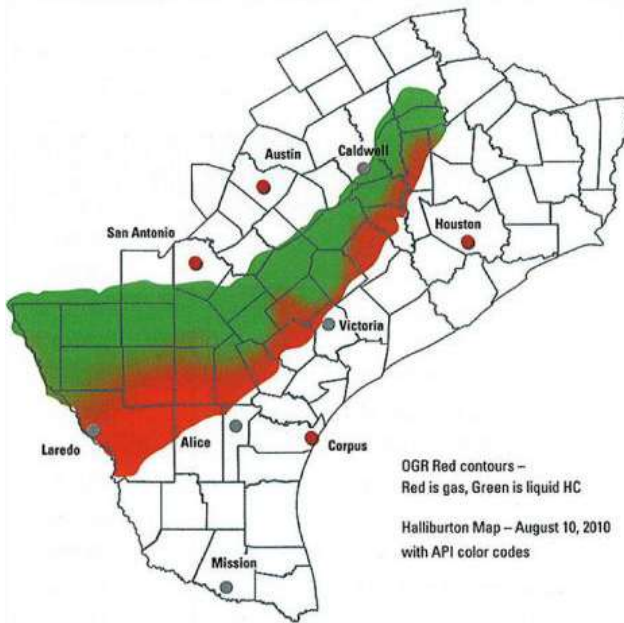 Austin
Caldwell
San Antonio
Houston
Victoria
Laredo
Alice
Corpus
OGR Red contours –
Red is gas, Green is liquid HC
Halliburton Map – August 10, 2010
with API color codes
Mission